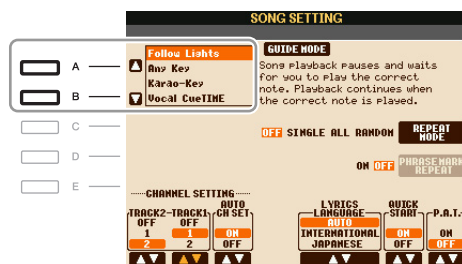 SONG SETTING
Follow Lights
Any Key
Karao-Key
Vocal CueTIME
GUIDE MODE
Song playback pauses and waits
for you to play the correct
note. Playback continues when
the correct note is played.
A
B
C
D
E
OFF SINGLE ALL RANDOM
REPEAT
MODE
ON OFF
PHRASE MARK
REPEAT
CHANNEL SETTING
TRACK2 TRACK1 AUTO CH SET
OFF OFF
1 1 ON
2 2 OFF
LYRICS LANGUAGE
AUTO
INTERNATIONAL
JAPANESE
QUICK START
ON
OFF
P.A.T.
ON
OFF